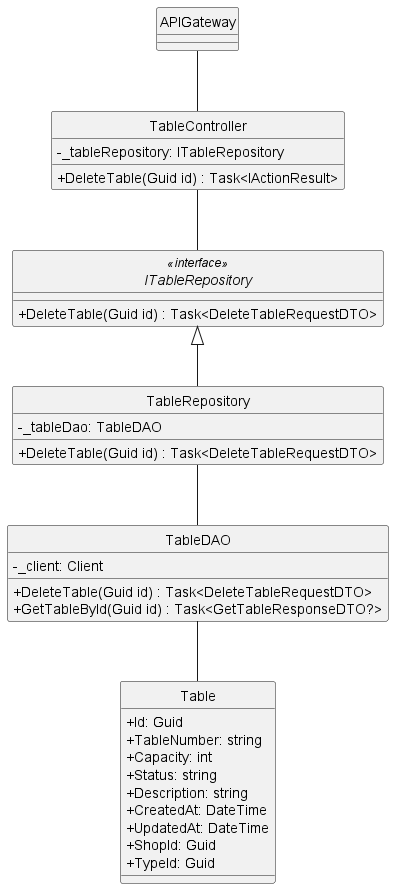 APIGateway
TableController
-_tableRepository: ITableRepository
+DeleteTable(Guid id) : Task<IActionResult>
«interface»
ITableRepository
+DeleteTable(Guid id) : Task<DeleteTableRequestDTO>
TableRepository
-_tableDao: TableDAO
+DeleteTable(Guid id) : Task<DeleteTableRequestDTO>
TableDAO
-_client: Client
+DeleteTable(Guid id) : Task<DeleteTableRequestDTO>
+GetTableById(Guid id) : Task<GetTableResponseDTO?>
Table
+Id: Guid
+TableNumber: string
+Capacity: int
+Status: string
+Description: string
+CreatedAt: DateTime
+UpdatedAt: DateTime
+ShopId: Guid
+TypeId: Guid